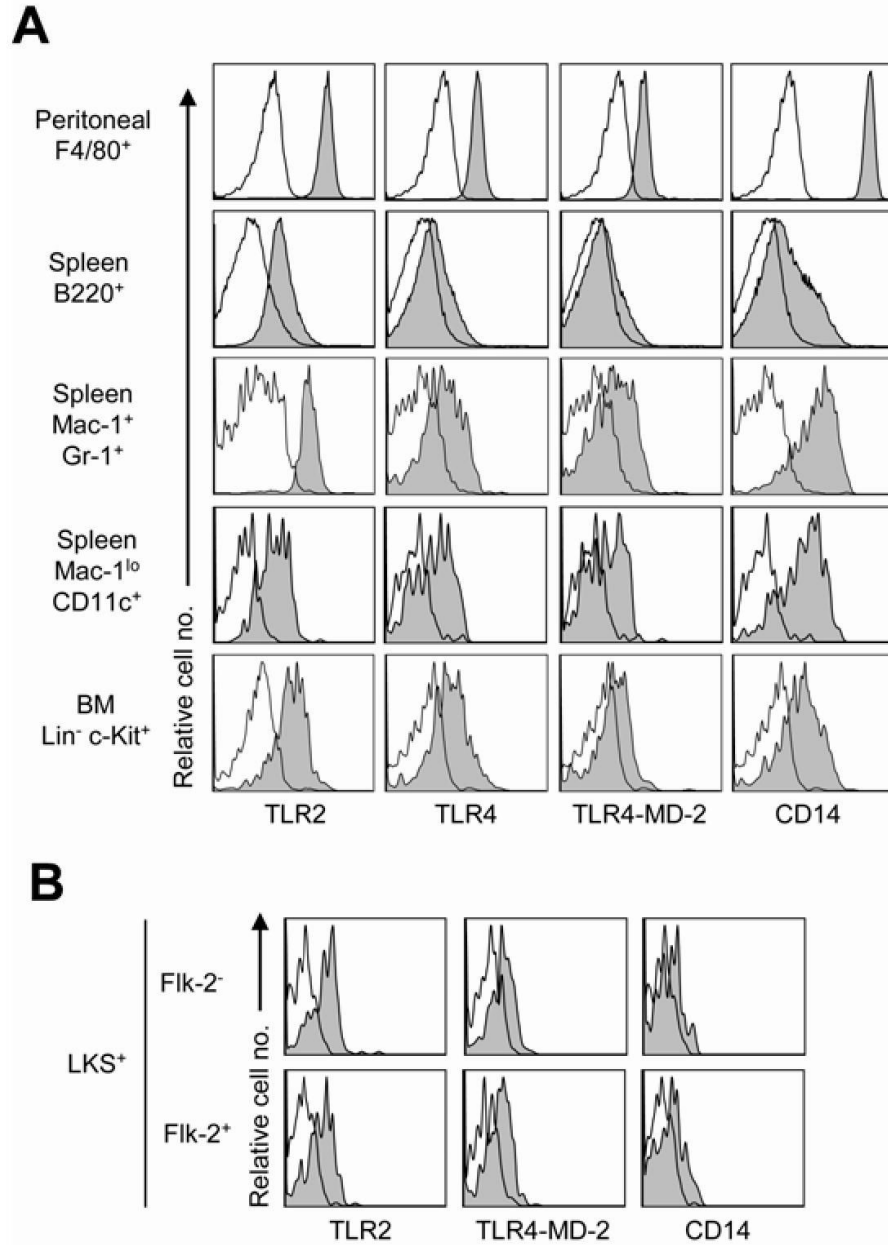 A
Peritoneal
F4/80⁺
Spleen
B220⁺
Spleen
Mac-1⁺
Gr-1⁺
Spleen
Mac-1ˡᵒ
CD11c⁺
BM
Lin⁻ c-Kit⁺
Relative cell no.
TLR2 TLR4 TLR4-MD-2 CD14
B
LKS⁺
Flk-2⁻
Flk-2⁺
Relative cell no.
TLR2 TLR4-MD-2 CD14